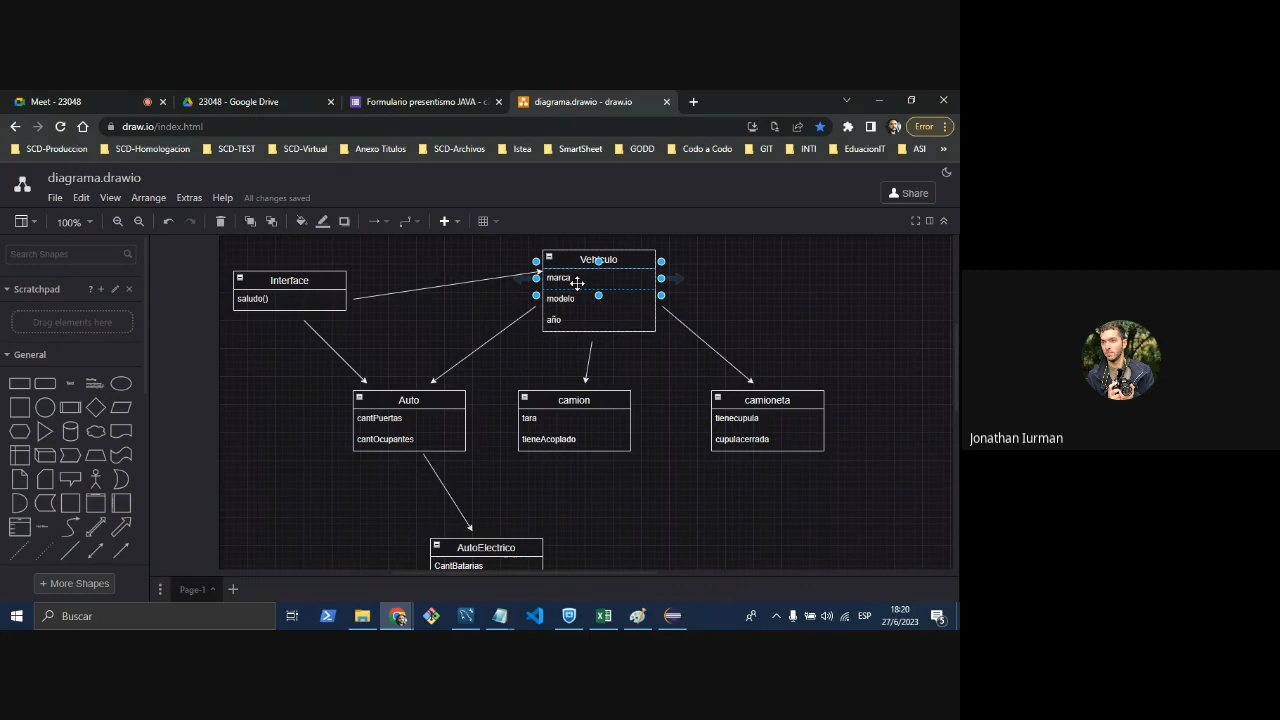 Meet - 23048
23048 - Google Drive
Formulario presentismo JAVA - c
diagrama.drawio - draw.io
draw.io/index.html
Error
SCD-Produccion
SCD-Homologacion
SCD-TEST
SCD-Virtual
Anexo Titulos
SCD-Archivos
Istea
SmartSheet
GODD
Codo a Codo
GIT
INTI
EduacionIT
ASI
»
diagrama.drawio
File Edit View Arrange Extras Help All changes saved
Share
100%
Search Shapes
Scratchpad
?
Drag elements here
General
Text
Heading
+ More Shapes
Page-1
Interface
saludo()
Vehiculo
marca
modelo
año
Auto
cantPuertas
cantOcupantes
camion
tara
tieneAcoplado
camioneta
tienecupula
cupulacerrada
AutoElectrico
CantBatarias
Jonathan Iurman
Buscar
ESP
18:20
27/6/2023
5